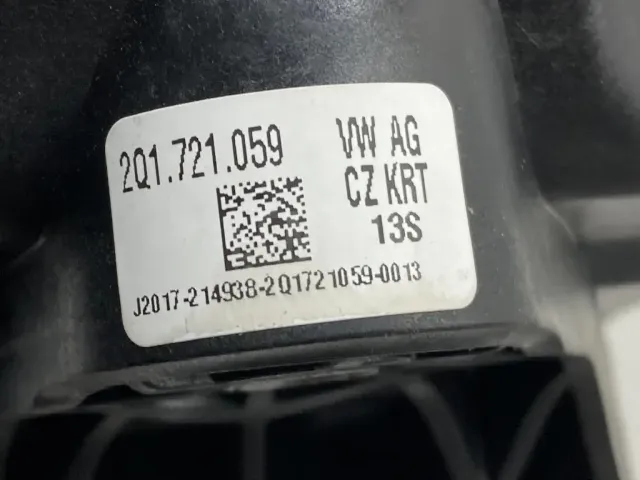 2Q1.721.059
VW AG
CZ KRT
13S
J2017-214938-2Q1721059-0013